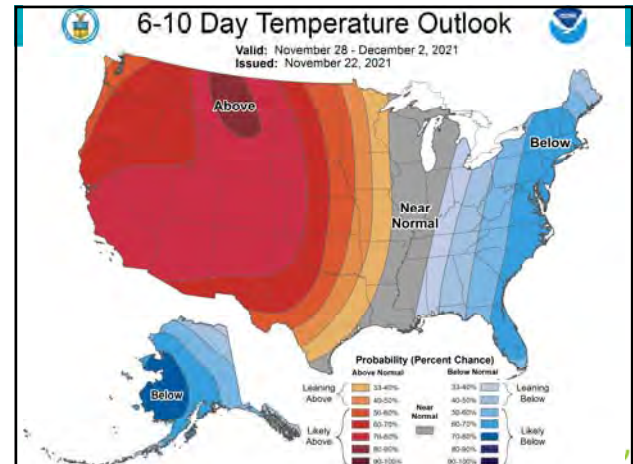 6-10 Day Temperature Outlook
Valid: November 28 - December 2, 2021
Issued: November 22, 2021
Above
Below
Near
Normal
Below
Probability (Percent Chance)
Above Normal
Below Normal
Leaning
Above
33-40%
40-50%
Likely
Above
50-60%
60-70%
70-80%
80-90%
90-100%
Near
Normal
33-40%
40-50%
Leaning
Below
50-60%
60-70%
70-80%
80-90%
90-100%
Likely
Below